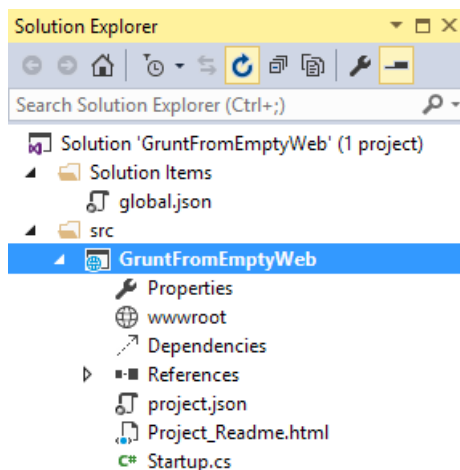 Solution Explorer
Search Solution Explorer (Ctrl+;)
Solution 'GruntFromEmptyWeb' (1 project)
Solution Items
global.json
src
GruntFromEmptyWeb
Properties
wwwroot
Dependencies
References
project.json
Project_Readme.html
C# Startup.cs